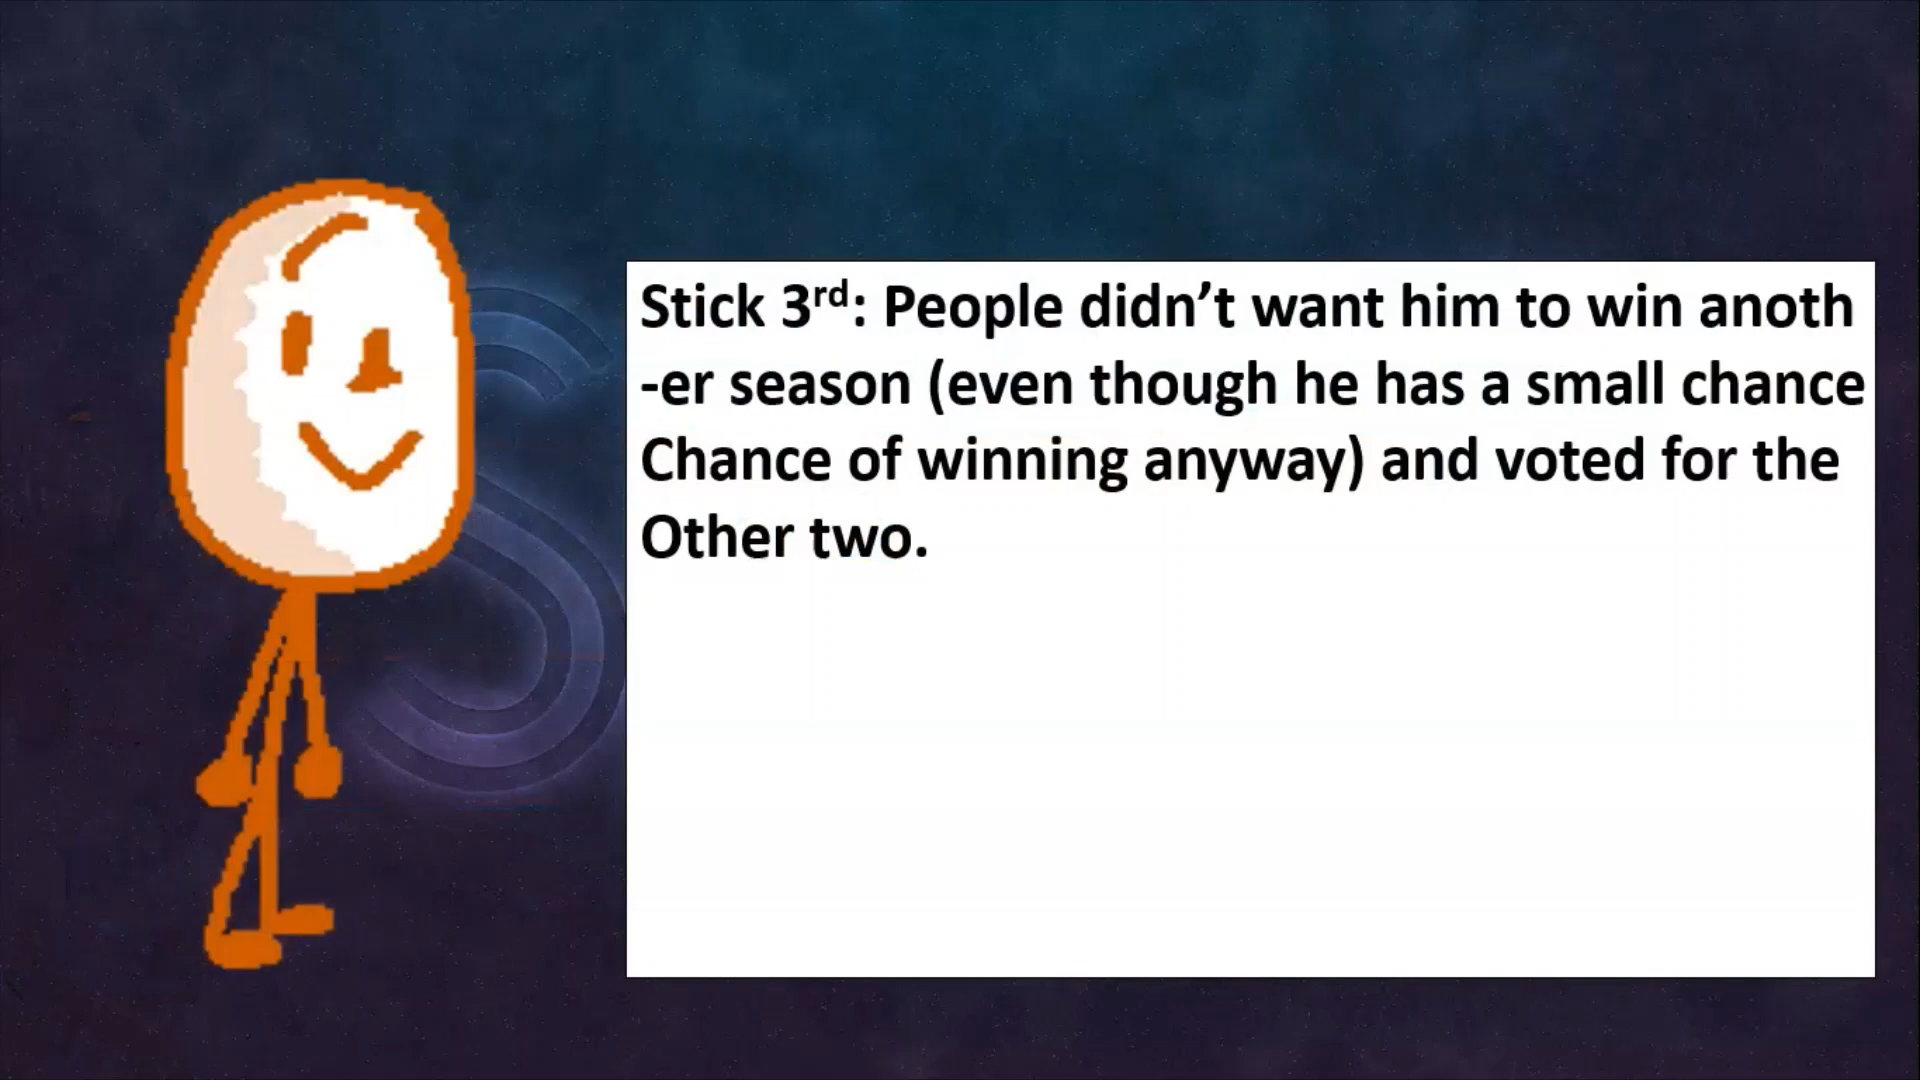 Stick 3rd: People didn’t want him to win anoth
-er season (even though he has a small chance
Chance of winning anyway) and voted for the
Other two.